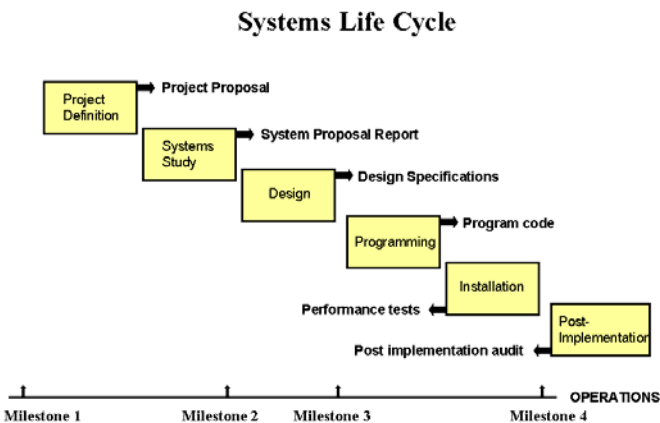 Systems Life Cycle
Project
Definition
Project Proposal
Systems
Study
System Proposal Report
Design
Design Specifications
Programming
Program code
Installation
Performance tests
Post-
Implementation
Post implementation audit
OPERATIONS
Milestone 1
Milestone 2
Milestone 3
Milestone 4